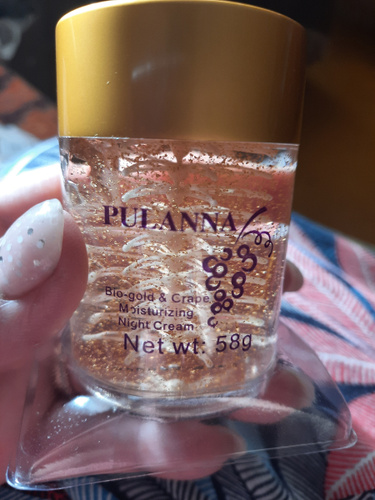 PULANNA
Bio-gold & Grape
Moisturizing
Night Cream
Net wt: 58g